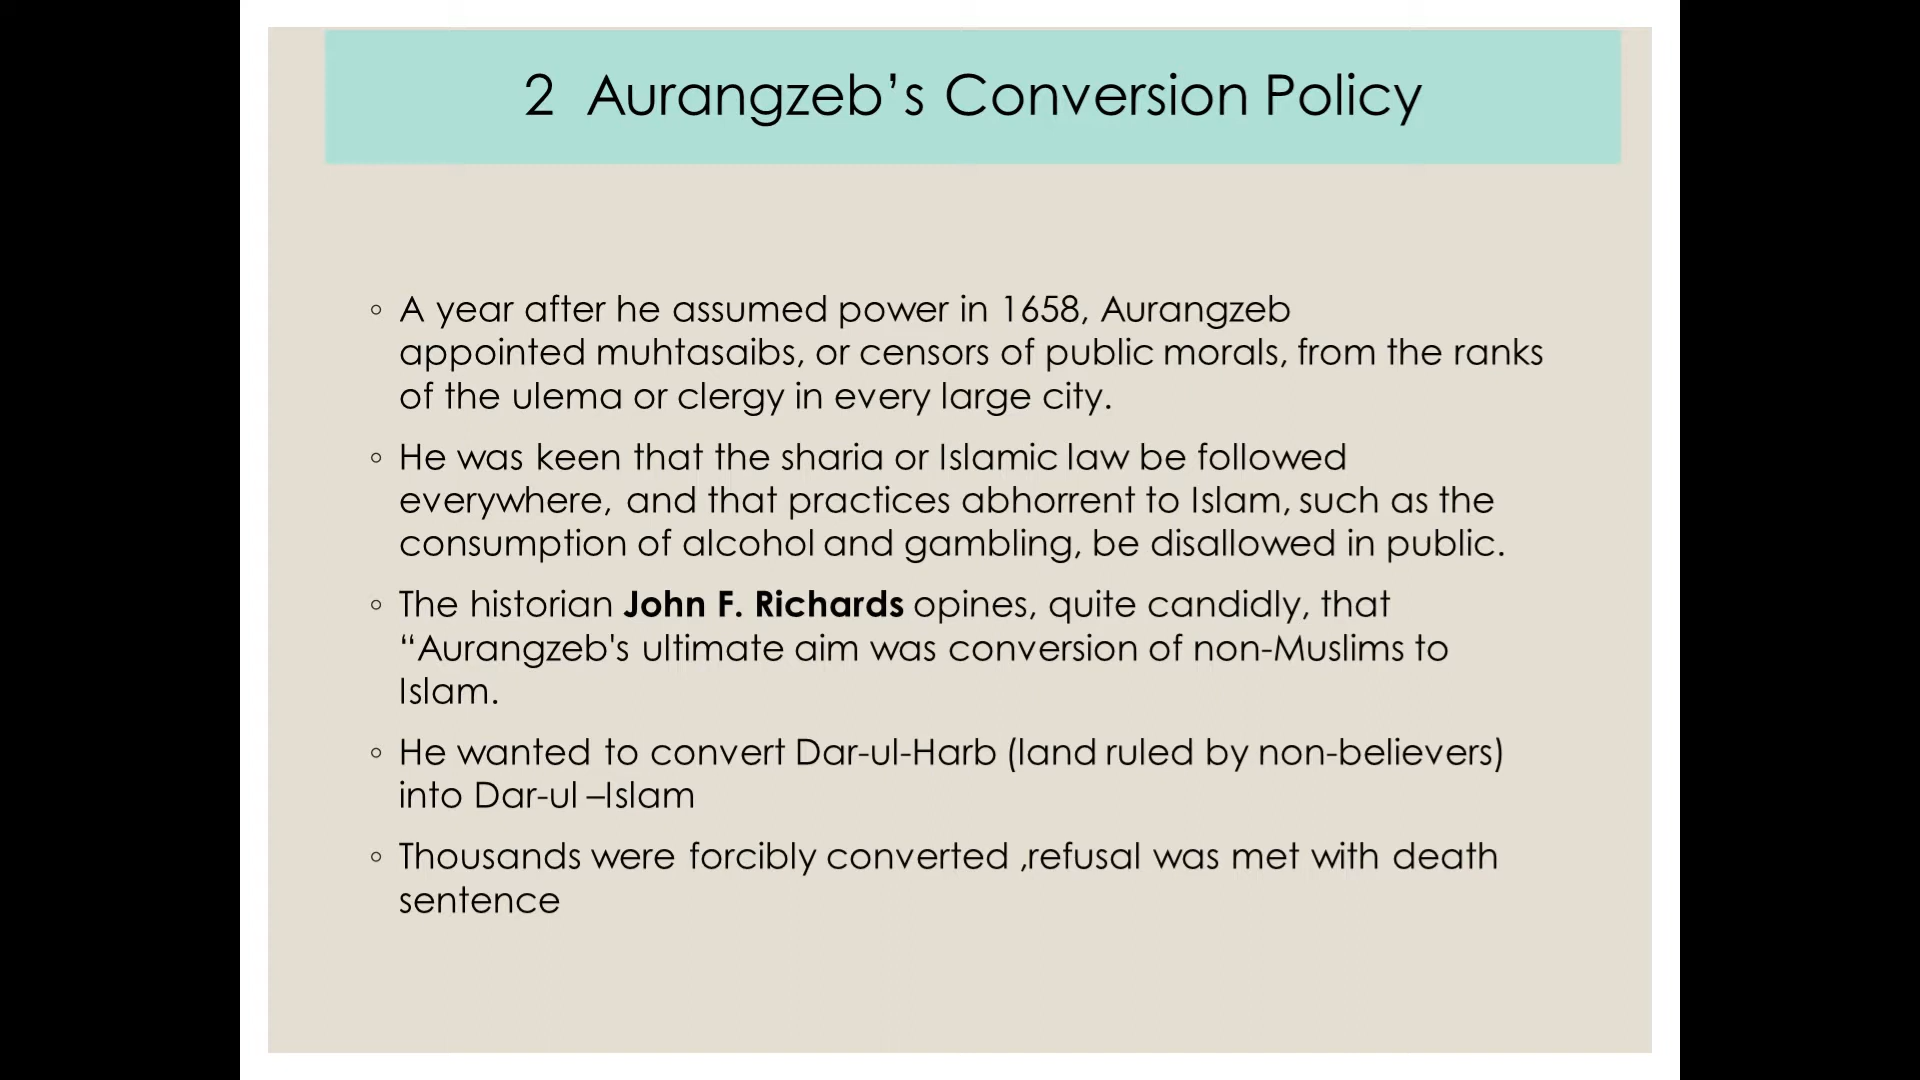 2 Aurangzeb’s Conversion Policy
◦ A year after he assumed power in 1658, Aurangzeb
appointed muhtasaibs, or censors of public morals, from the ranks
of the ulema or clergy in every large city.
◦ He was keen that the sharia or Islamic law be followed
everywhere, and that practices abhorrent to Islam, such as the
consumption of alcohol and gambling, be disallowed in public.
◦ The historian John F. Richards opines, quite candidly, that
“Aurangzeb's ultimate aim was conversion of non-Muslims to
Islam.
◦ He wanted to convert Dar-ul-Harb (land ruled by non-believers)
into Dar-ul –Islam
◦ Thousands were forcibly converted ,refusal was met with death
sentence